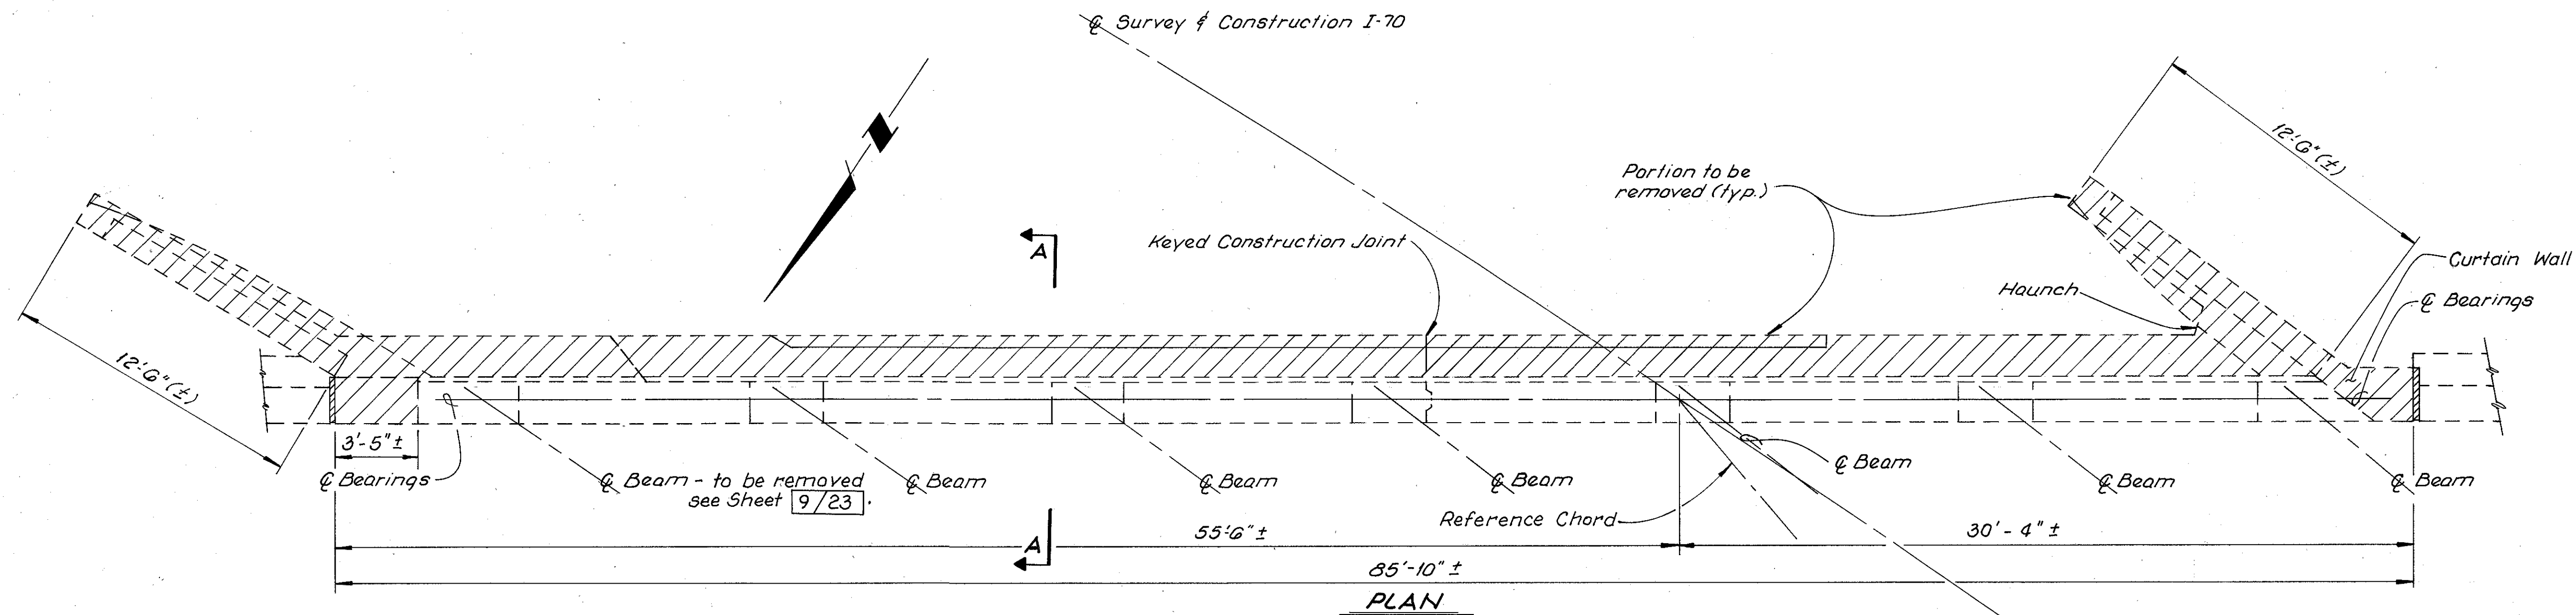 ℄ Survey & Construction I-70
12'-6" (±)
Portion to be
removed (typ.)
A
Keyed Construction Joint
Curtain Wall
Haunch
℄ Bearings
12'-6" (±)
3'-5" ±
℄ Bearings
℄ Beam - to be removed
see Sheet 9/23.
℄ Beam
℄ Beam
℄ Beam
℄ Beam
℄ Beam
℄ Beam
Reference Chord
A
55'-6" ±
30'-4" ±
85'-10" ±
PLAN